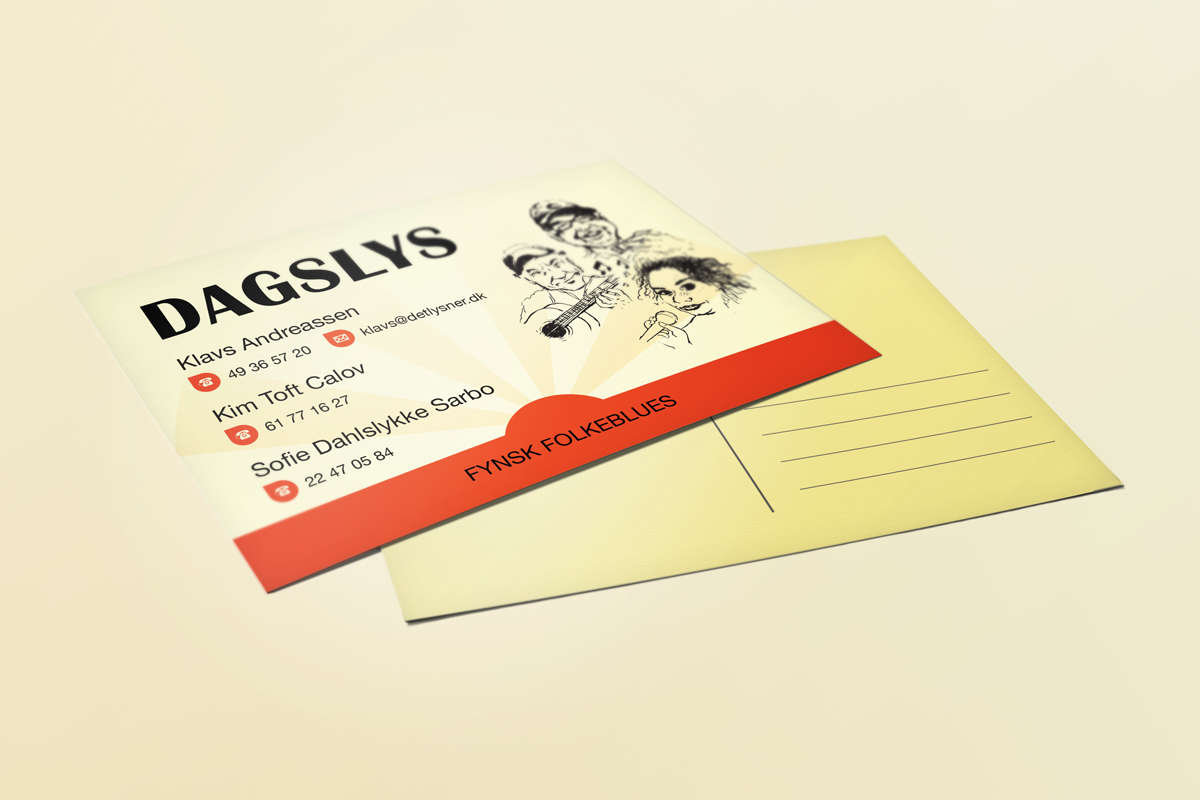 DAGSLYS
Klavs Andreassen
49 36 57 20 klavs@detlysner.dk
Kim Toft Calov
61 77 16 27
Sofie Dahlslykke Sarbo
22 47 05 84
FYNSK FOLKEBLUES